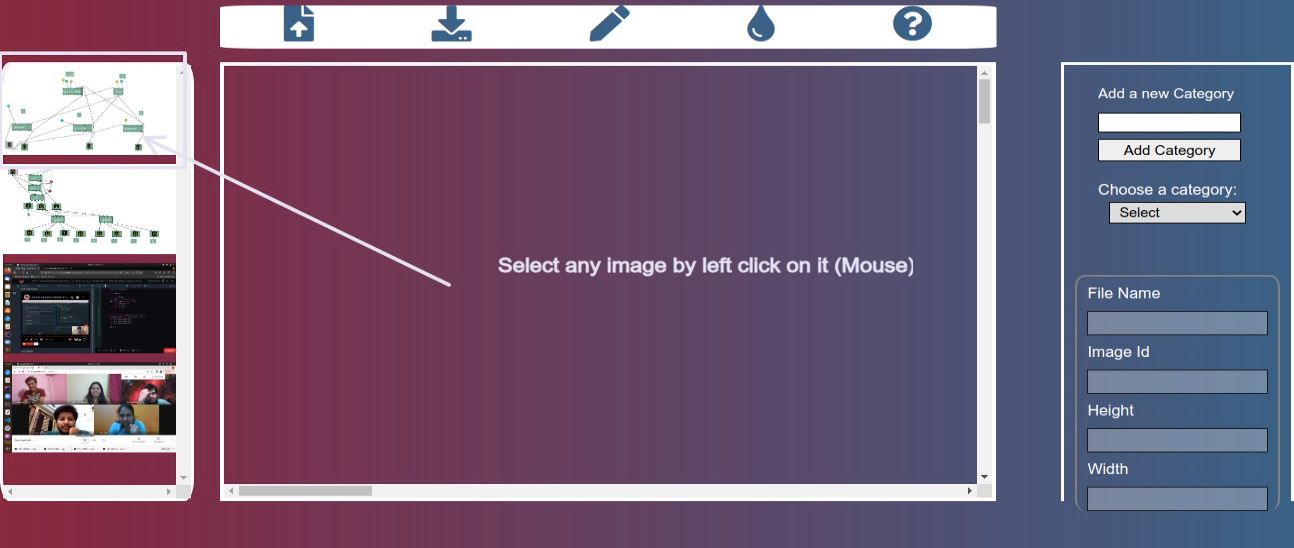 Add a new Category
Add Category
Choose a category:
Select
Select any image by left click on it (Mouse)
File Name
Image Id
Height
Width